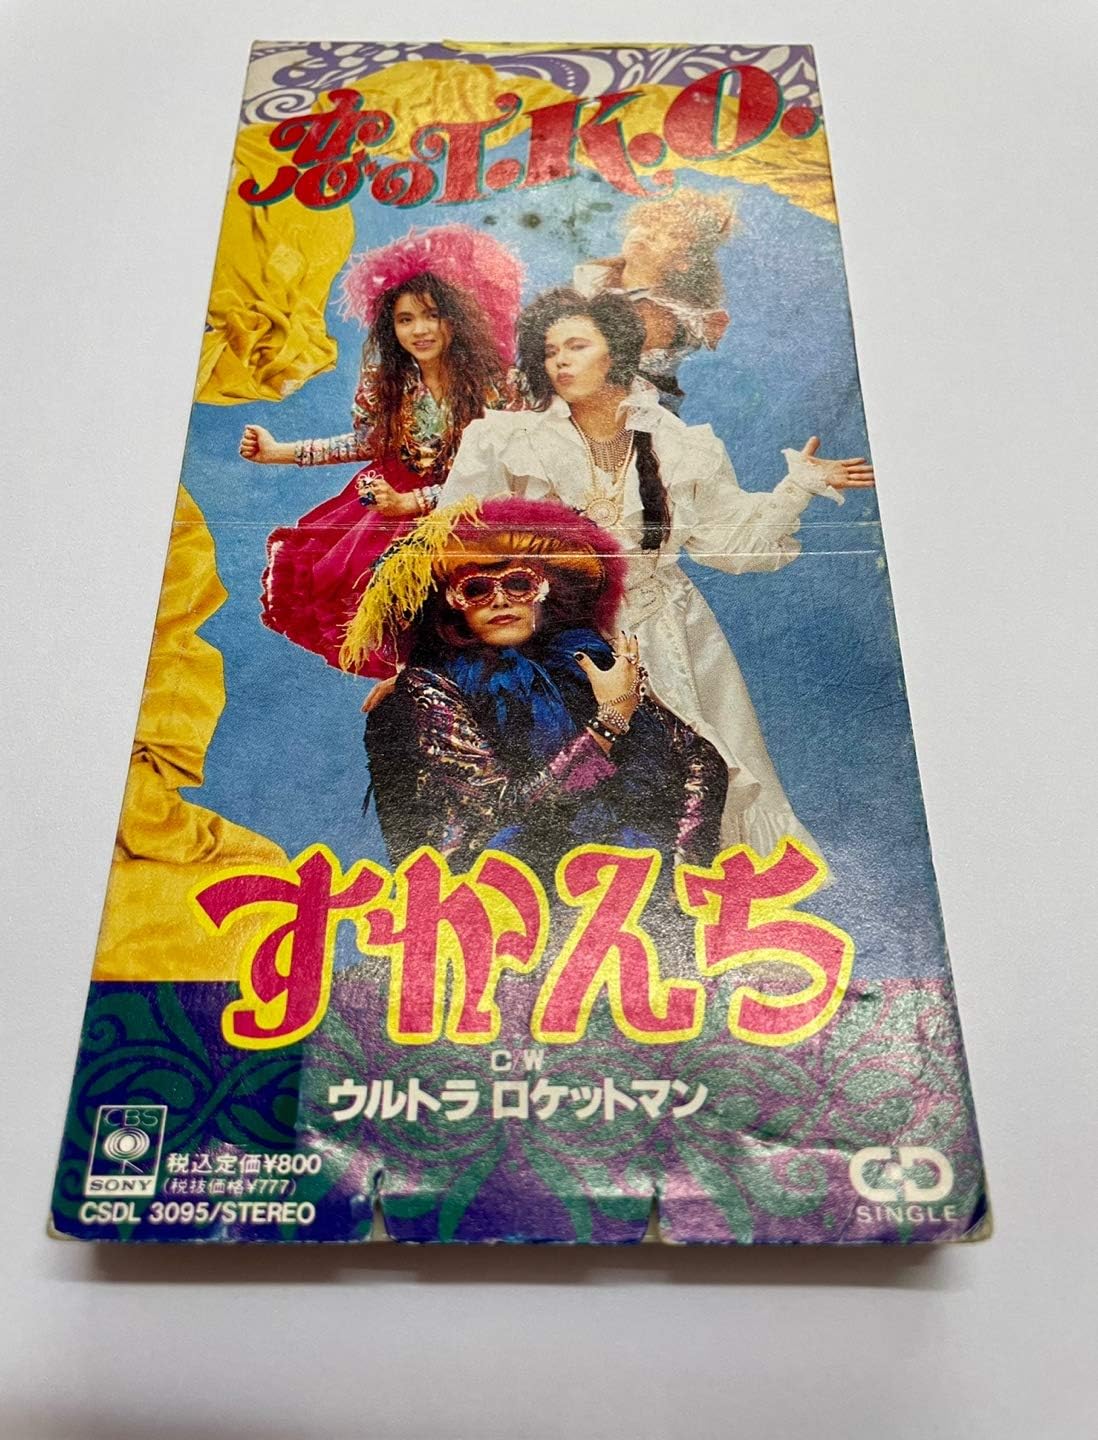 恋のT.K.O.
すかんち
C/W
ウルトラ ロケットマン
CBS
SONY
税込定価¥800
(税抜価格¥777)
CSDL 3095/STEREO
CD
SINGLE